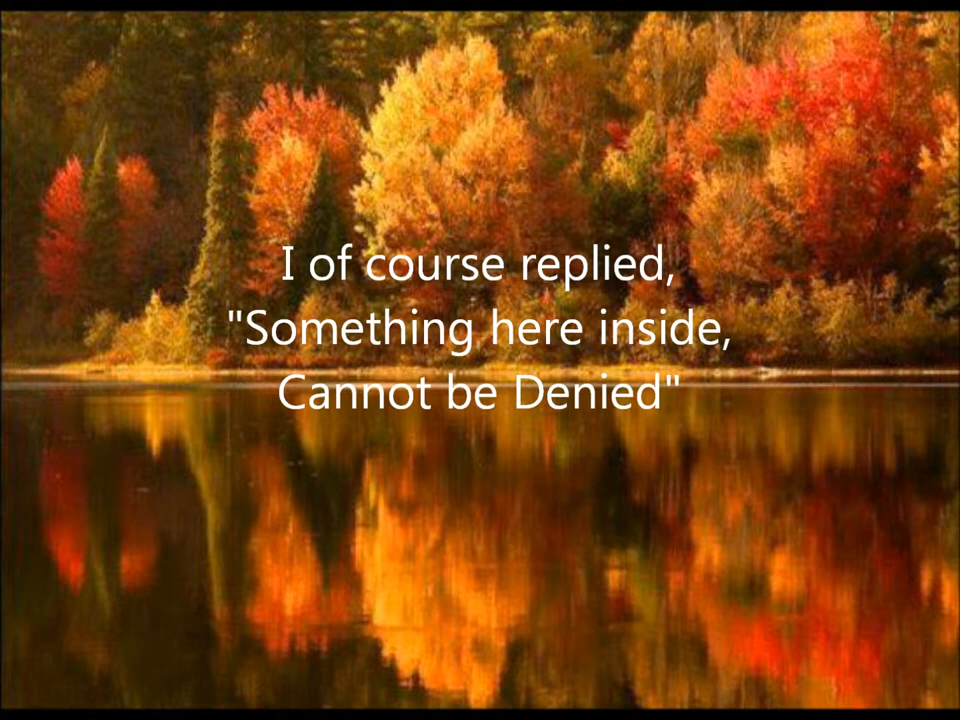 I of course replied,
"Something here inside,
Cannot be Denied"